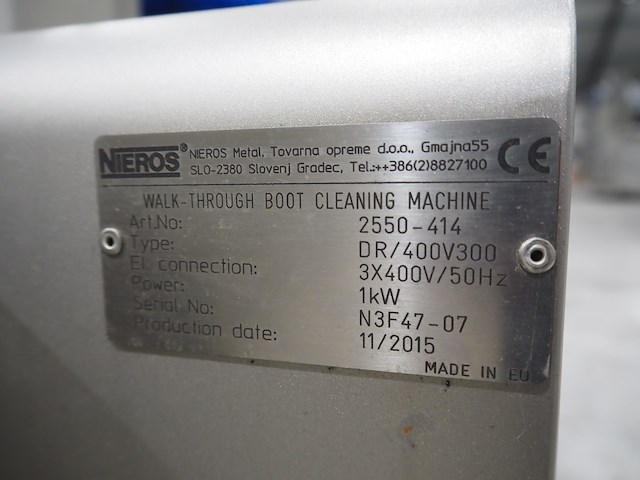 NIEROS® NIEROS Metal, Tovarna opreme d.o.o., Gmajna55
SLO-2380 Slovenj Gradec, Tel.:++386(2)8827100
CE
WALK-THROUGH BOOT CLEANING MACHINE
Art.No: 2550-414
Type: DR/400V300
El. connection: 3X400V/50Hz
Power: 1kW
Serial No: N3F47-07
Production date: 11/2015
MADE IN EU